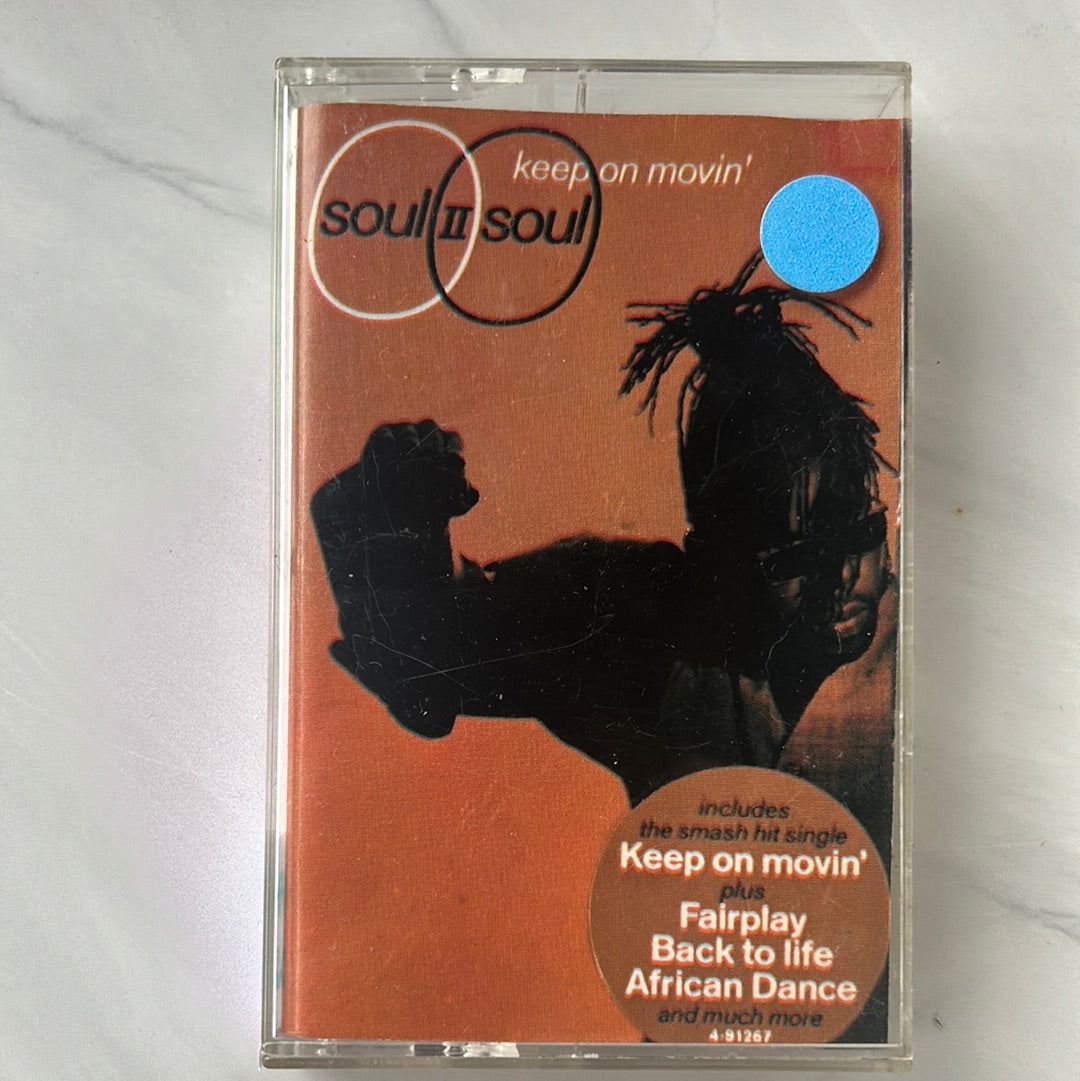 keep on movin'
soul II soul
includes
the smash hit single
Keep on movin'
plus
Fairplay
Back to life
African Dance
and much more
4-91267